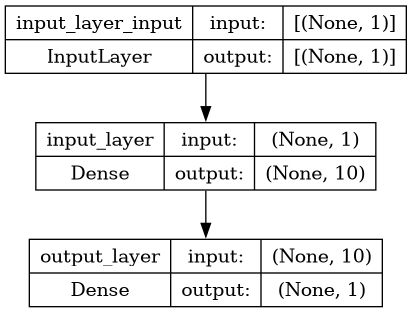 input_layer_input input: [(None, 1)]
InputLayer output: [(None, 1)]
input_layer input: (None, 1)
Dense output: (None, 10)
output_layer input: (None, 10)
Dense output: (None, 1)